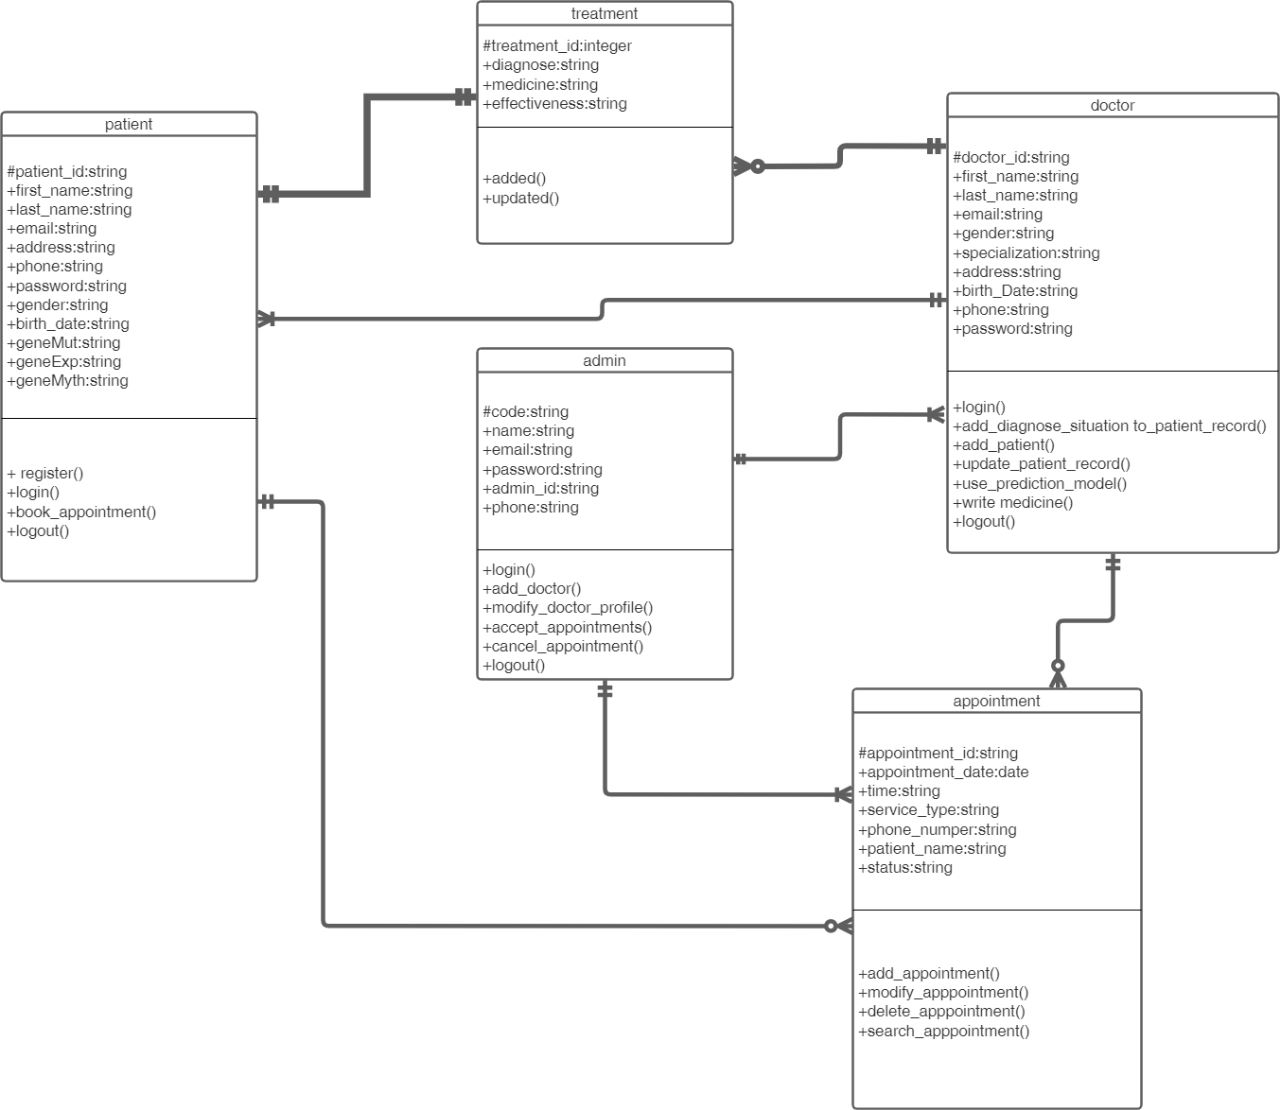 treatment
#treatment_id:integer
+diagnose:string
+medicine:string
+effectiveness:string
+added()
+updated()
patient
#patient_id:string
+first_name:string
+last_name:string
+email:string
+address:string
+phone:string
+password:string
+gender:string
+birth_date:string
+geneMut:string
+geneExp:string
+geneMyth:string
+ register()
+login()
+book_appointment()
+logout()
doctor
#doctor_id:string
+first_name:string
+last_name:string
+email:string
+gender:string
+specialization:string
+address:string
+birth_Date:string
+phone:string
+password:string
+login()
+add_diagnose_situation to_patient_record()
+add_patient()
+update_patient_record()
+use_prediction_model()
+write medicine()
+logout()
admin
#code:string
+name:string
+email:string
+password:string
+admin_id:string
+phone:string
+login()
+add_doctor()
+modify_doctor_profile()
+accept_appointments()
+cancel_appointment()
+logout()
appointment
#appointment_id:string
+appointment_date:date
+time:string
+service_type:string
+phone_numper:string
+patient_name:string
+status:string
+add_appointment()
+modify_apppointment()
+delete_apppointment()
+search_apppointment()